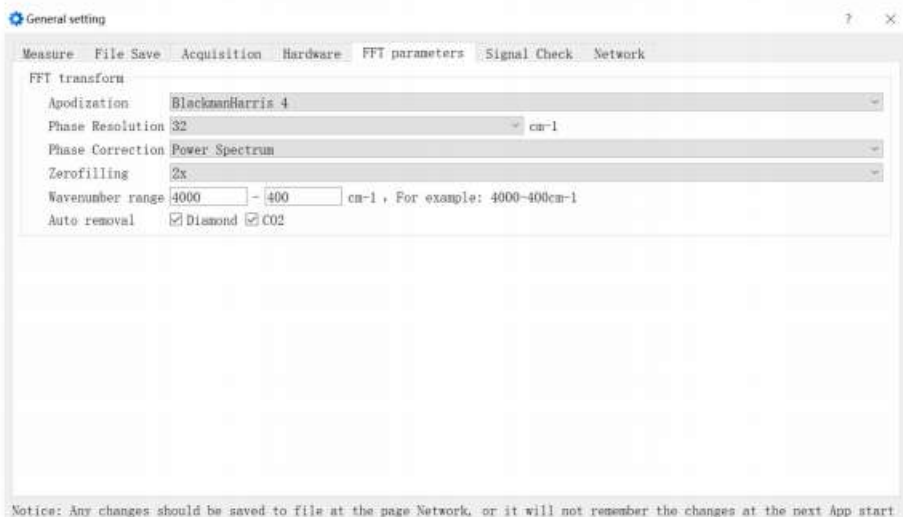 General setting ? ×
Measure File Save Acquisition Hardware FFT parameters Signal Check Network
FFT transform
Apodization BlackmanHarris 4
Phase Resolution 32 cm-1
Phase Correction Power Spectrum
Zerofilling 2x
Wavenumber range 4000 - 400 cm-1 , For example: 4000-400cm-1
Auto removal Diamond CO2
Notice: Any changes should be saved to file at the page Network, or it will not remember the changes at the next App start